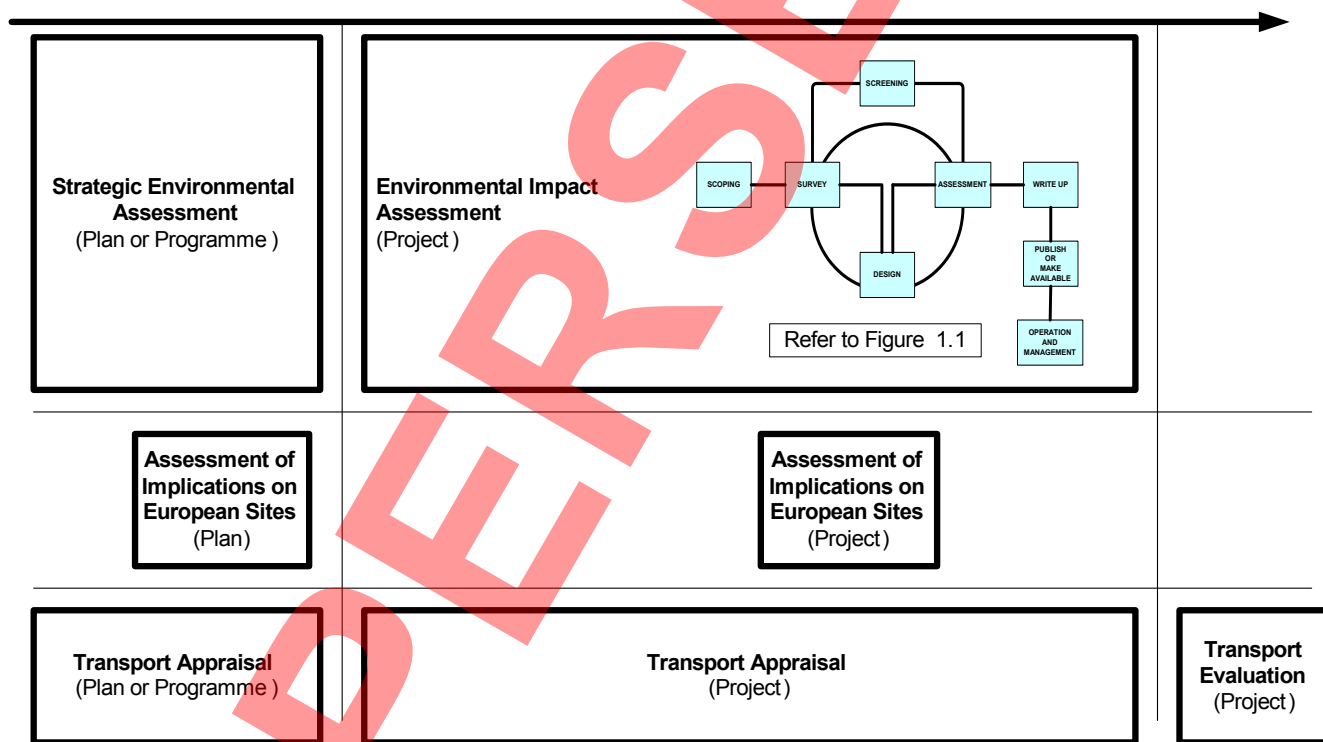 Strategic Environmental
Assessment
(Plan or Programme )
Environmental Impact
Assessment
(Project )
SCREENING
SCOPING
SURVEY
ASSESSMENT
WRITE UP
DESIGN
PUBLISH
OR
MAKE
AVAILABLE
OPERATION
AND
MANAGEMENT
Refer to Figure 1.1
Assessment of
Implications on
European Sites
(Plan)
Assessment of
Implications on
European Sites
(Project )
Transport Appraisal
(Plan or Programme )
Transport Appraisal
(Project )
Transport
Evaluation
(Project )
PERSE